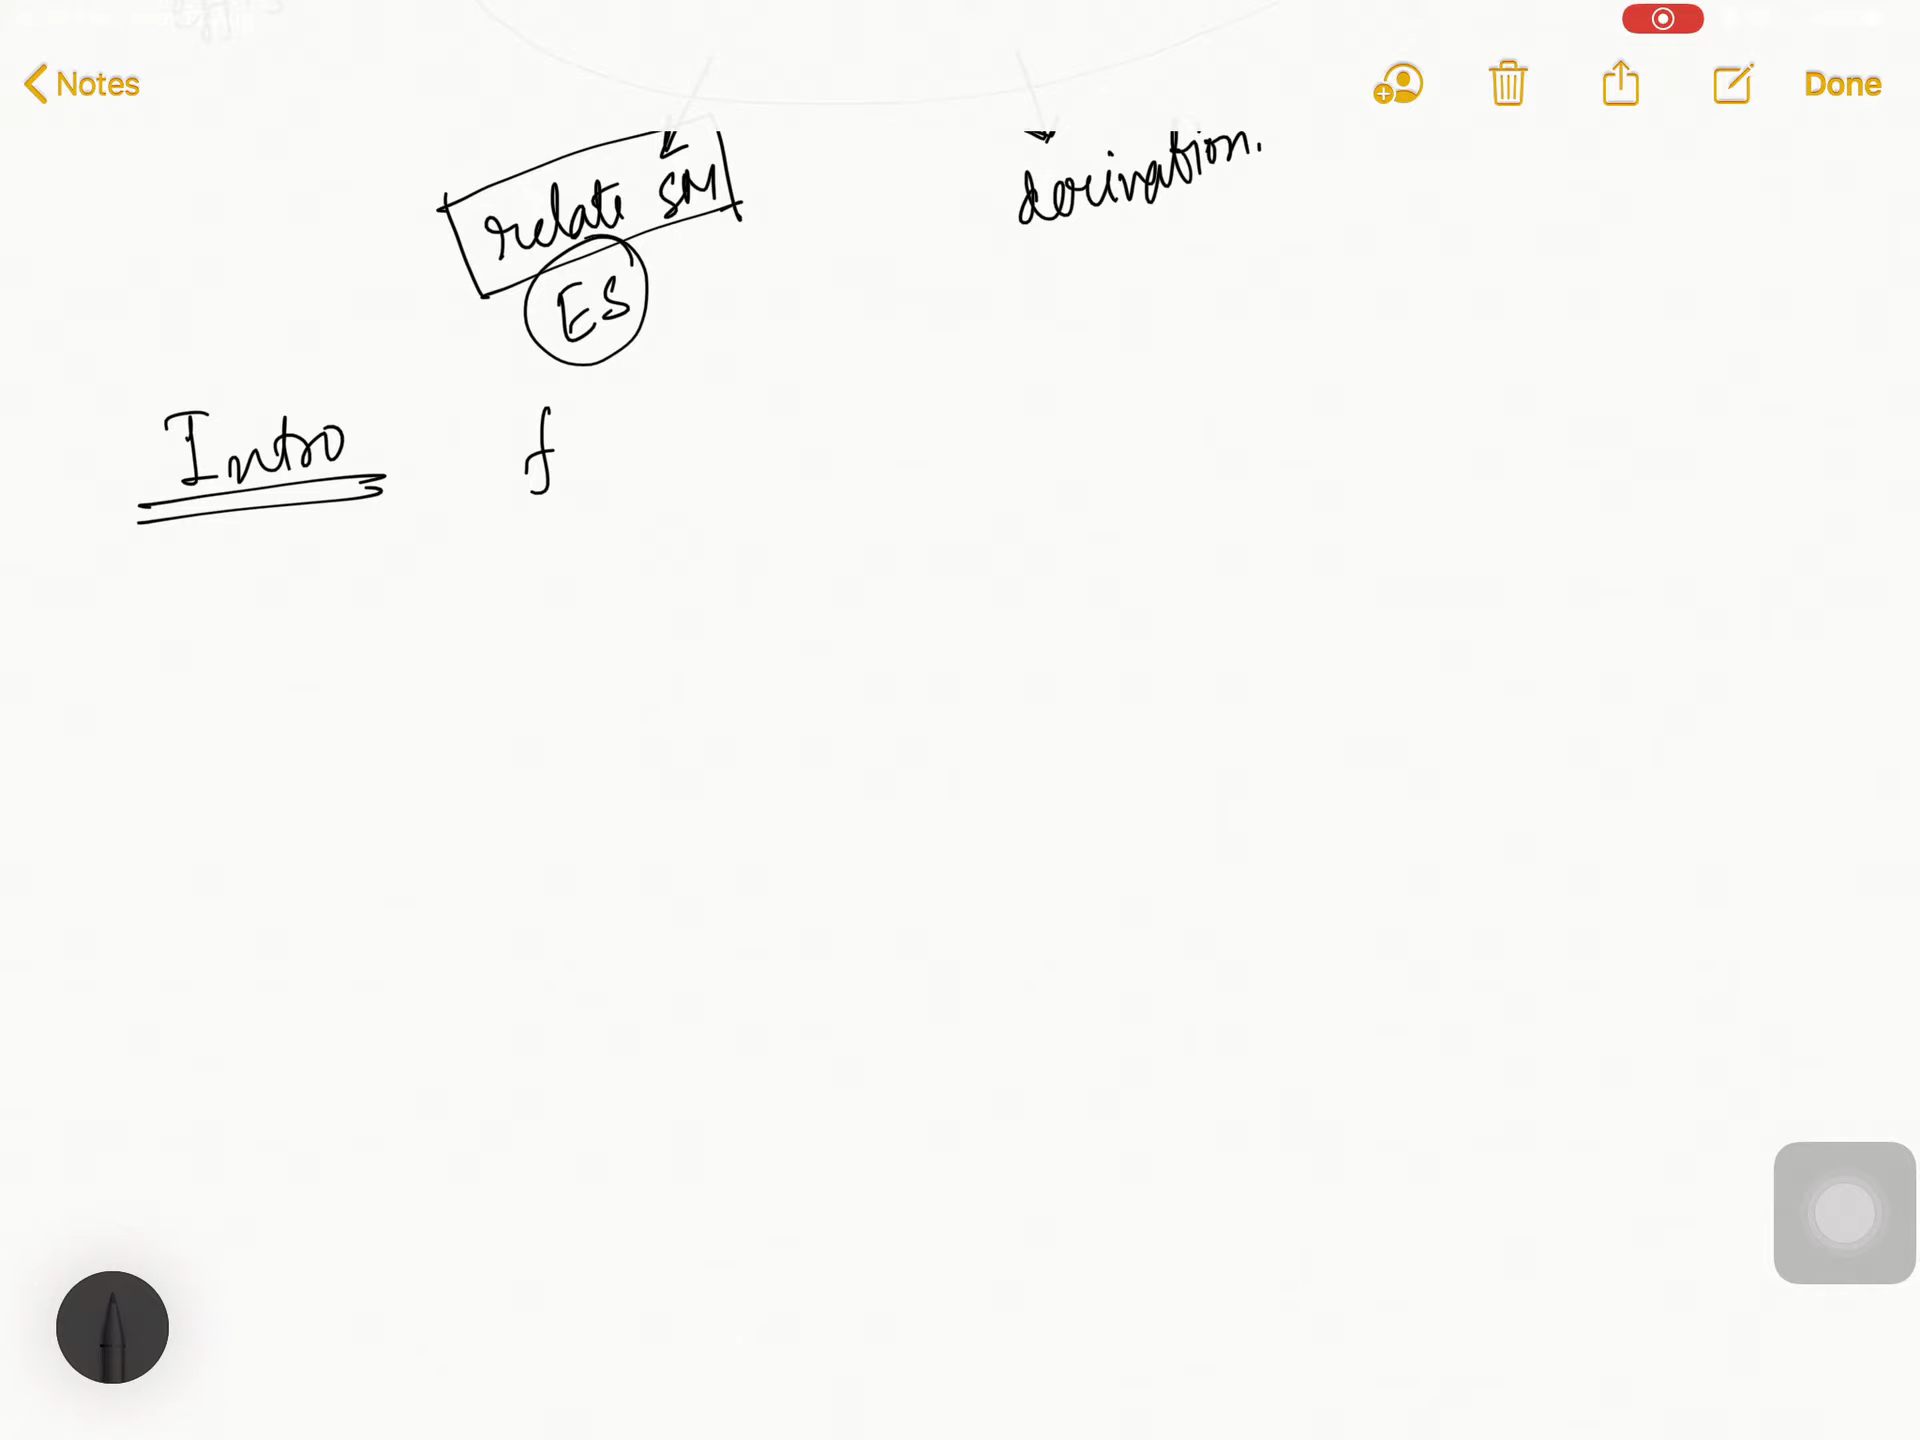 Notes
Done
relate SM
derivation.
ES
Intro f